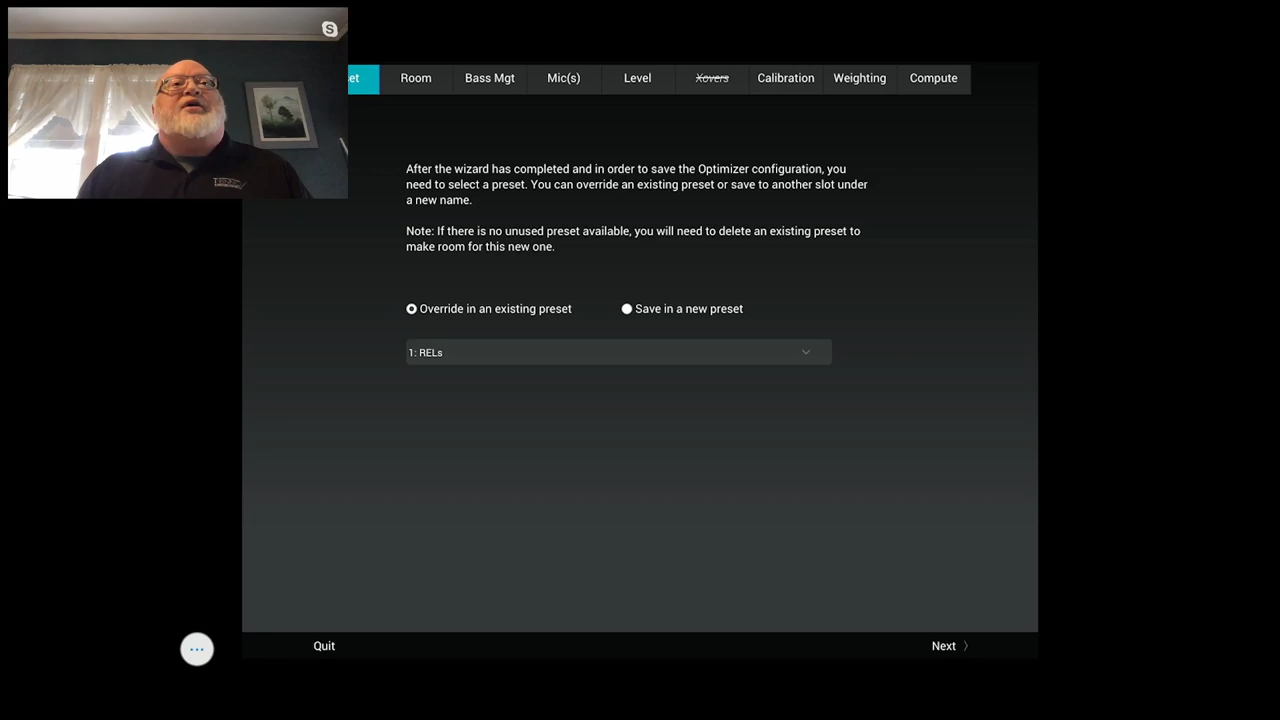 et
Room
Bass Mgt
Mic(s)
Level
Xovers
Calibration
Weighting
Compute
After the wizard has completed and in order to save the Optimizer configuration, you
need to select a preset. You can override an existing preset or save to another slot under
a new name.
Note: If there is no unused preset available, you will need to delete an existing preset to
make room for this new one.
Override in an existing preset
Save in a new preset
1: RELs
Quit
Next